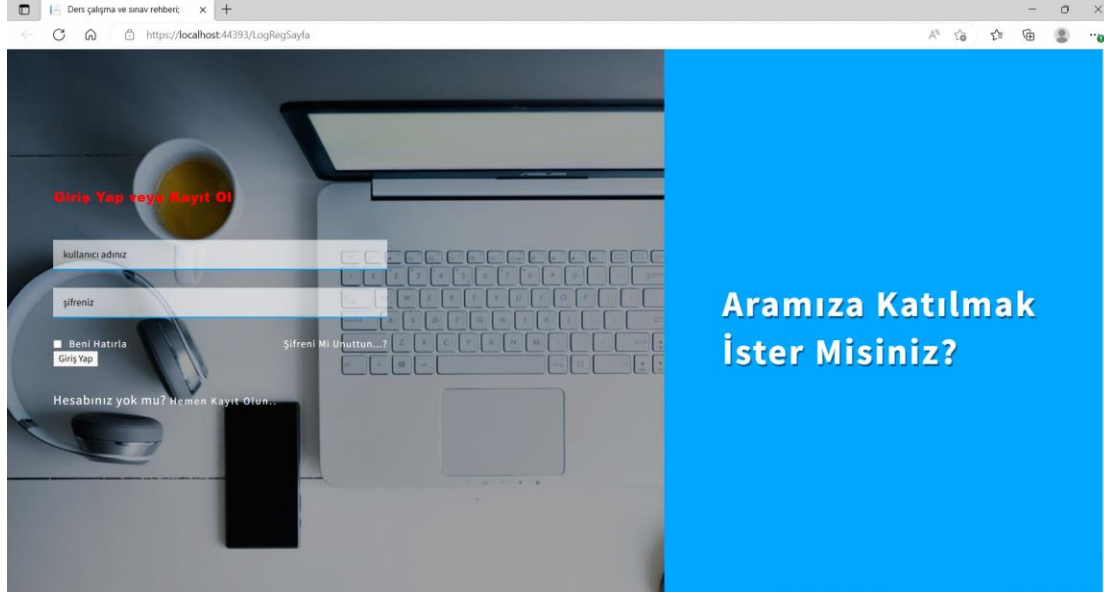 Ders çalışma ve sınav rehberi;
https://localhost:44393/LogRegSayfa
Giriş Yap veya Kayıt Ol
kullanıcı adınız
şifreniz
Beni Hatırla
Şifreni Mi Unuttun...?
Giriş Yap
Hesabınız yok mu? Hemen Kayıt Olun..
Aramıza Katılmak
İster Misiniz?